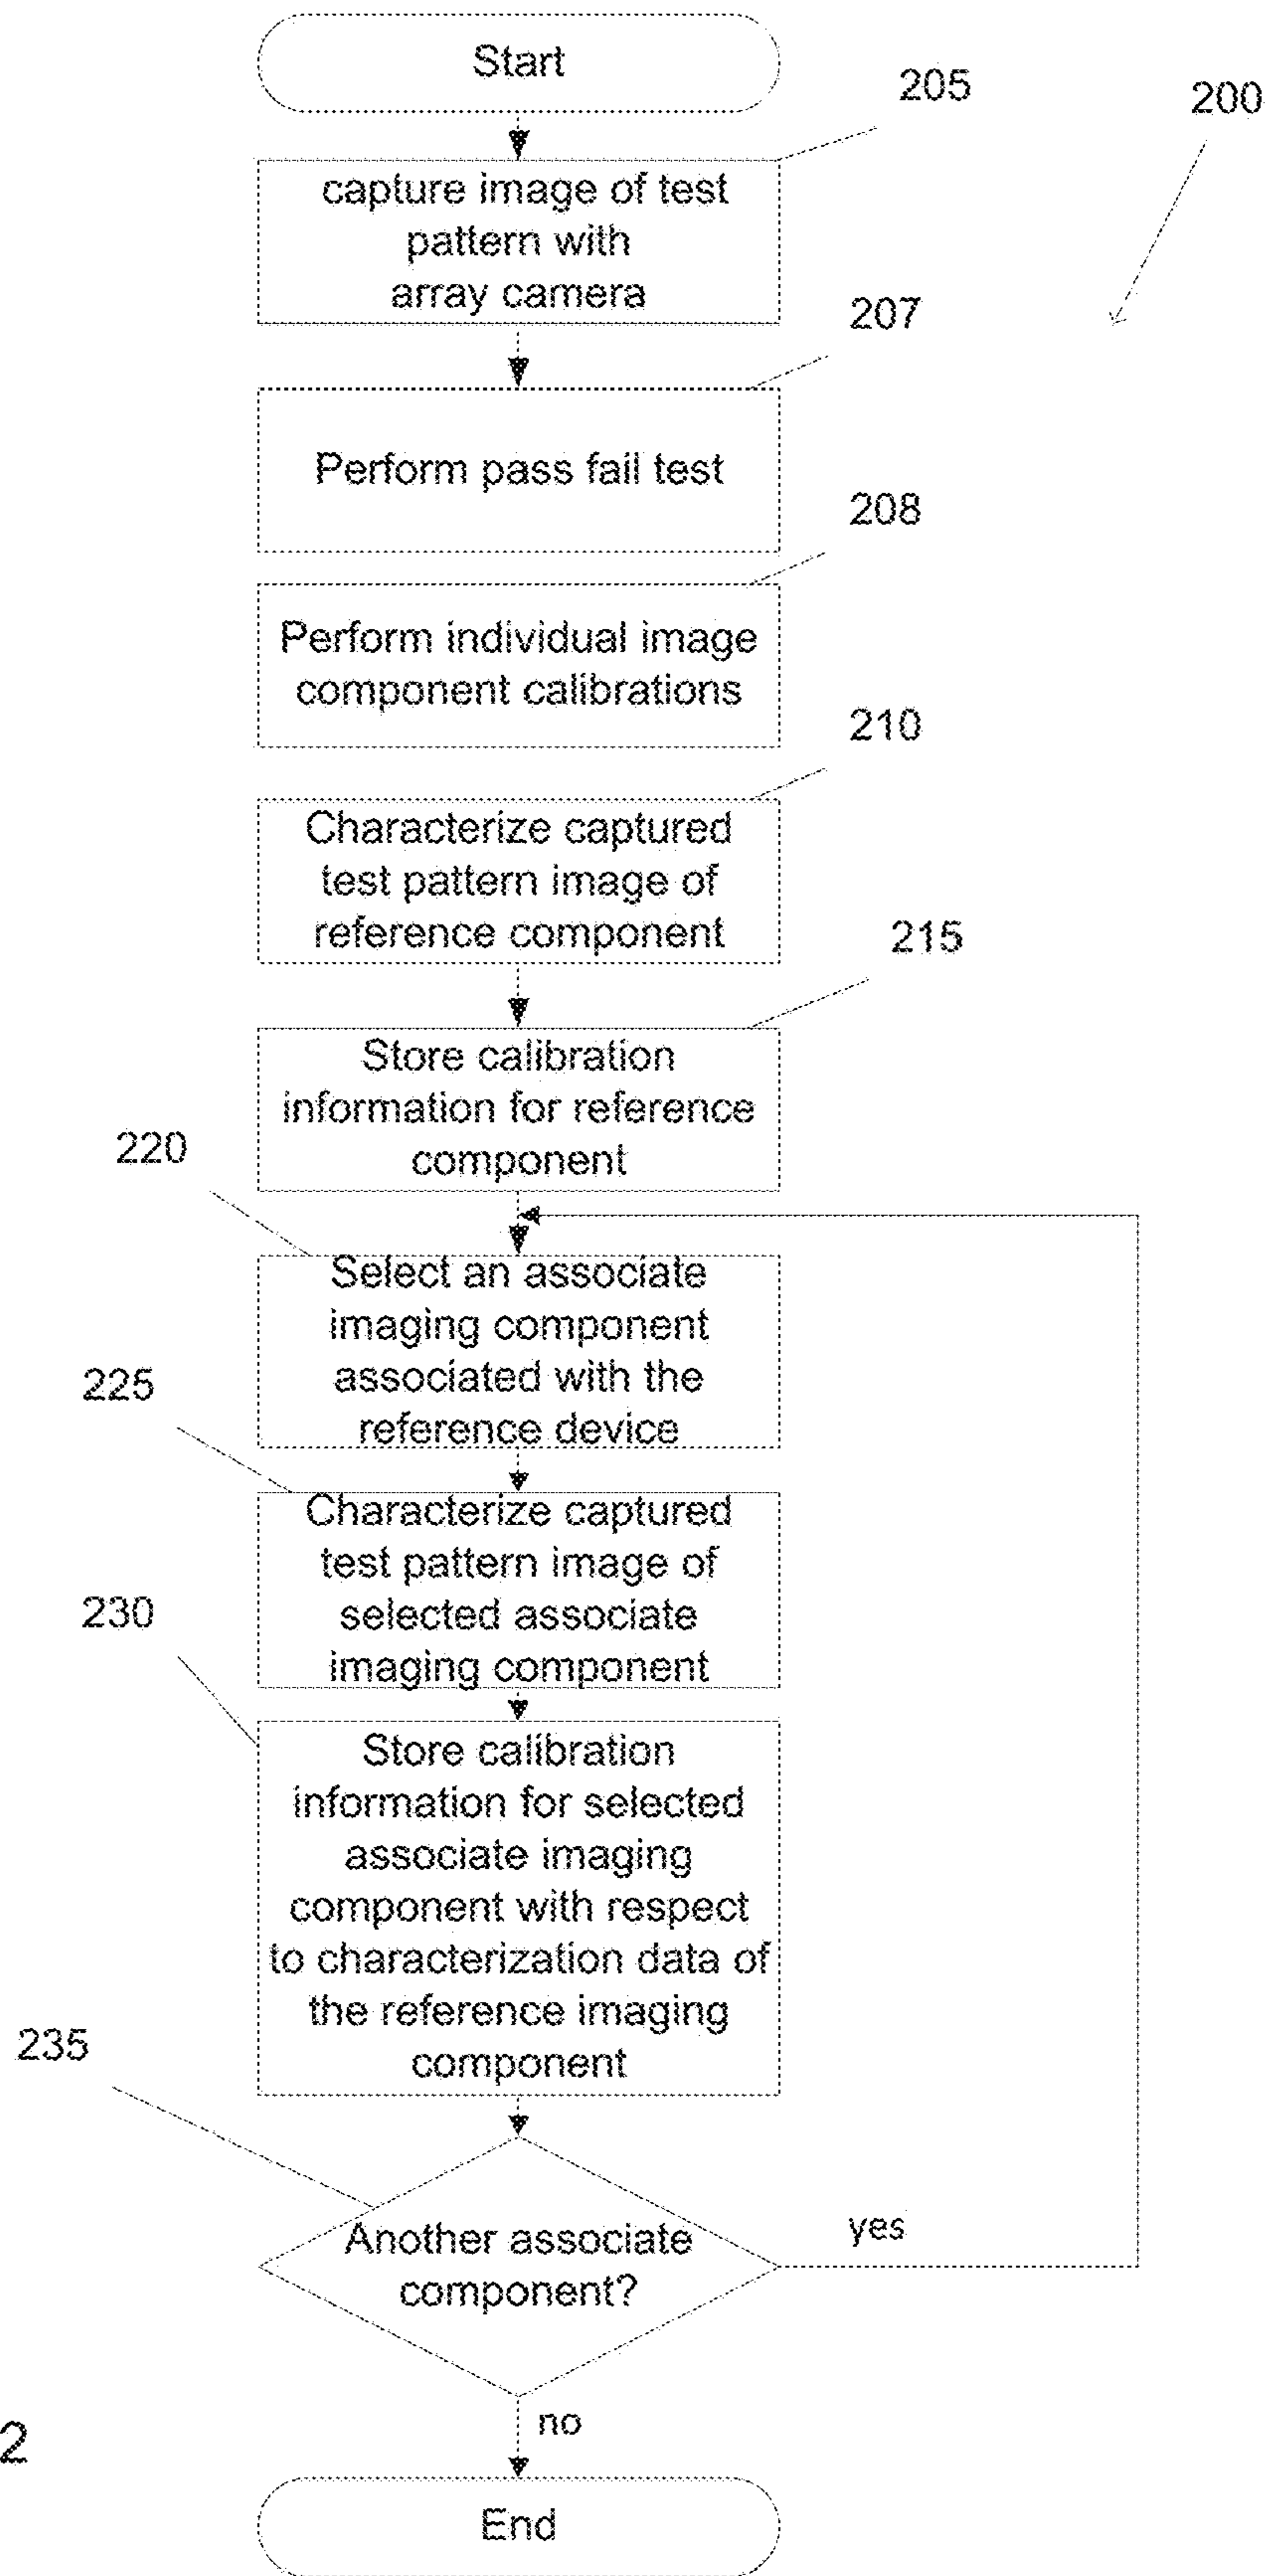 Start
205
200
capture image of test
pattern with
array camera
207
Perform pass fail test
208
Perform individual image
component calibrations
210
Characterize captured
test pattern image of
reference component
215
Store calibration
information for reference
component
220
Select an associate
imaging component
associated with the
reference device
225
Characterize captured
test pattern image of
selected associate
imaging component
230
Store calibration
information for selected
associate imaging
component with respect
to characterization data of
the reference imaging
component
235
Another associate
component?
yes
no
2
End